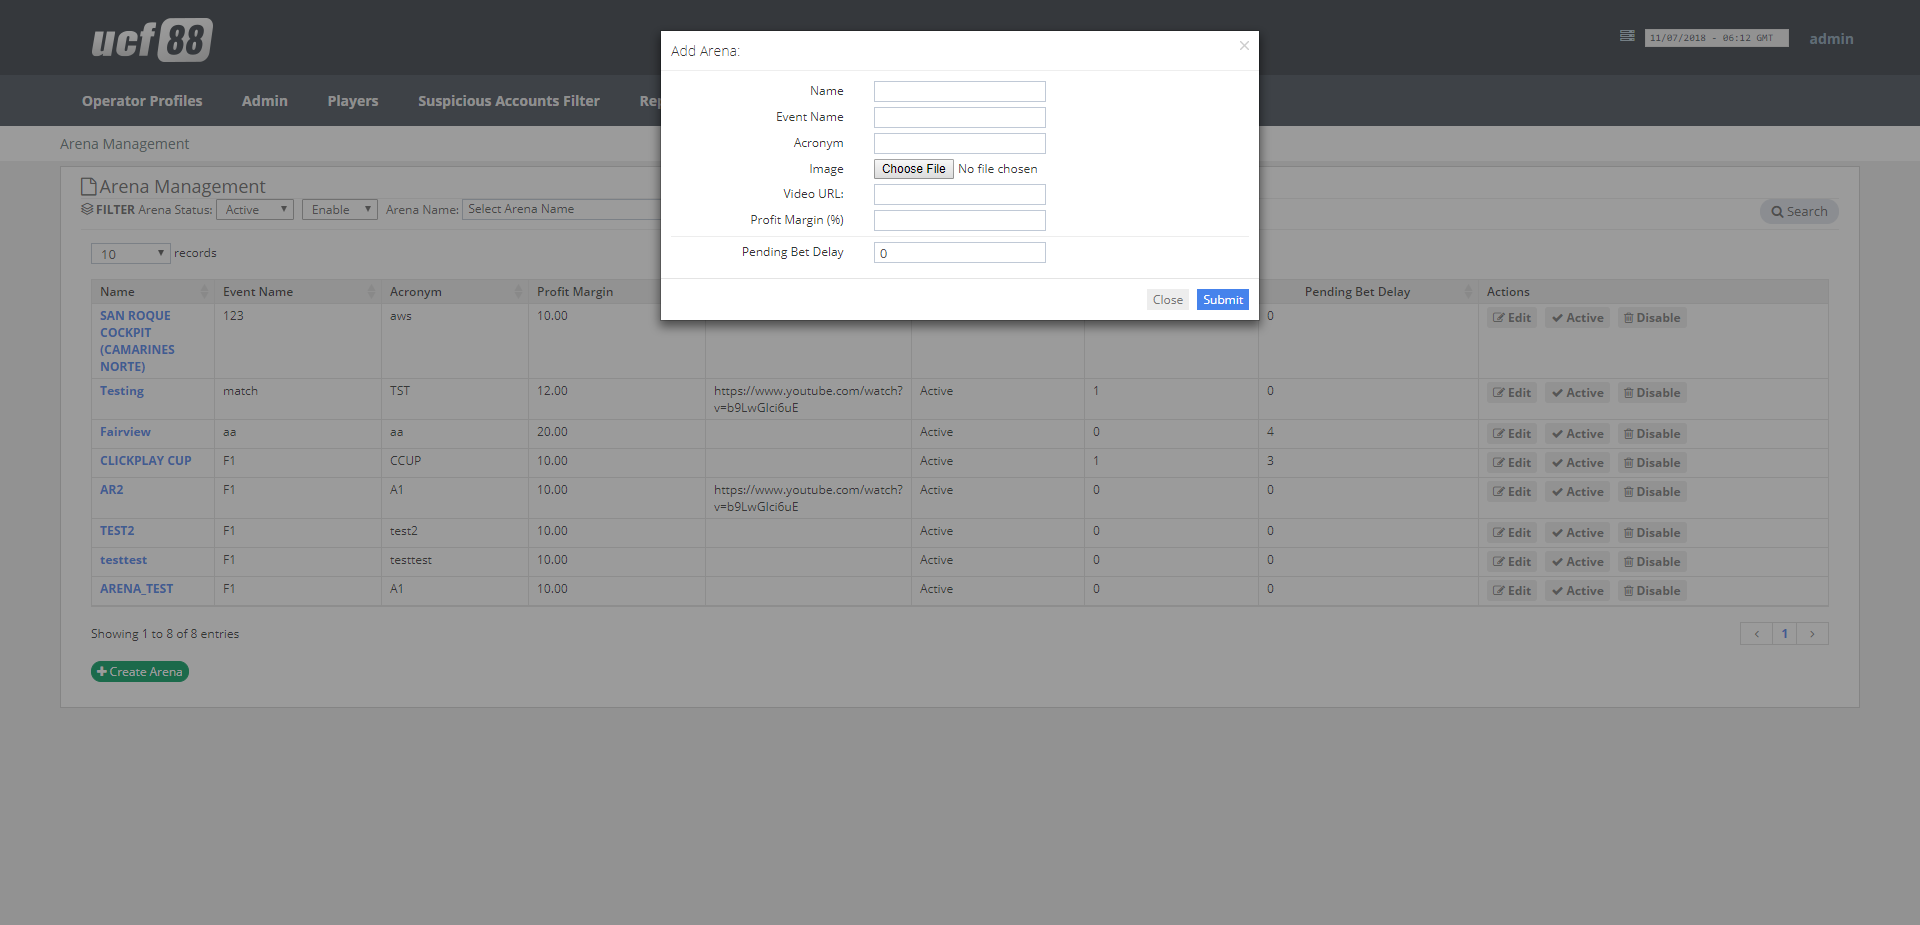 ucf 88
11/07/2018 - 06:12 GMT
admin
Operator Profiles Admin Players Suspicious Accounts Filter
Arena Management
Arena Management
FILTER Arena Status: Active Enable Arena Name: Select Arena Name
Search
10 records
Add Arena:
×
Name
Event Name
Acronym
Image Choose File No file chosen
Video URL:
Profit Margin (%)
Pending Bet Delay 0
Close Submit
Name Event Name Acronym Profit Margin Pending Bet Delay Actions
SAN ROQUE 123 aws 10.00 0 Edit Active Disable
COCKPIT
(CAMARINES
NORTE)
Testing match TST 12.00 https://www.youtube.com/watch? Active 1 0 Edit Active Disable
v=b9LwGlci6uE
Fairview aa aa 20.00 Active 0 4 Edit Active Disable
CLICKPLAY CUP F1 CCUP 10.00 Active 1 3 Edit Active Disable
AR2 F1 A1 10.00 https://www.youtube.com/watch? Active 0 0 Edit Active Disable
v=b9LwGlci6uE
TEST2 F1 test2 10.00 Active 0 0 Edit Active Disable
testtest F1 testtest 10.00 Active 0 0 Edit Active Disable
ARENA_TEST F1 A1 10.00 Active 0 0 Edit Active Disable
Showing 1 to 8 of 8 entries
‹ 1 ›
Create Arena